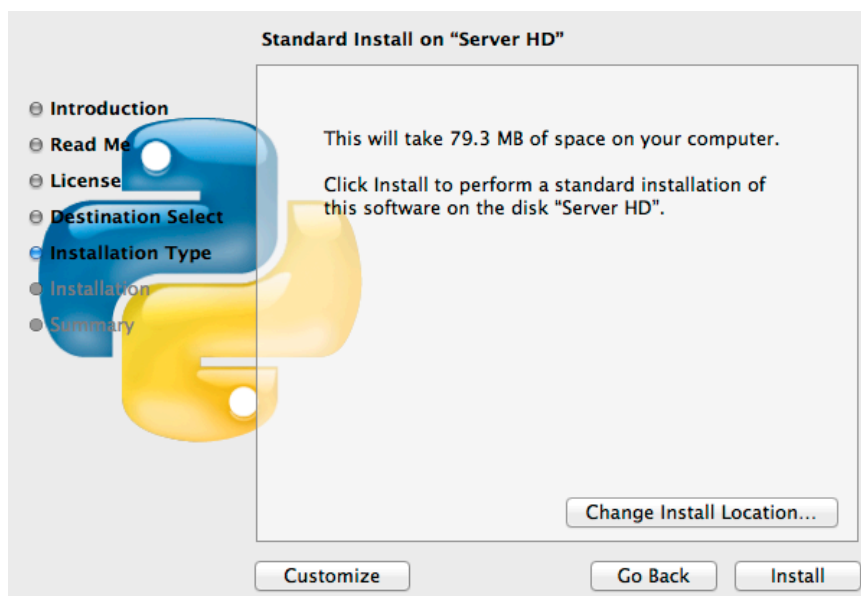 Standard Install on “Server HD”
Introduction
Read Me
License
Destination Select
Installation Type
Installation
Summary
This will take 79.3 MB of space on your computer.
Click Install to perform a standard installation of
this software on the disk “Server HD”.
Change Install Location...
Customize
Go Back
Install